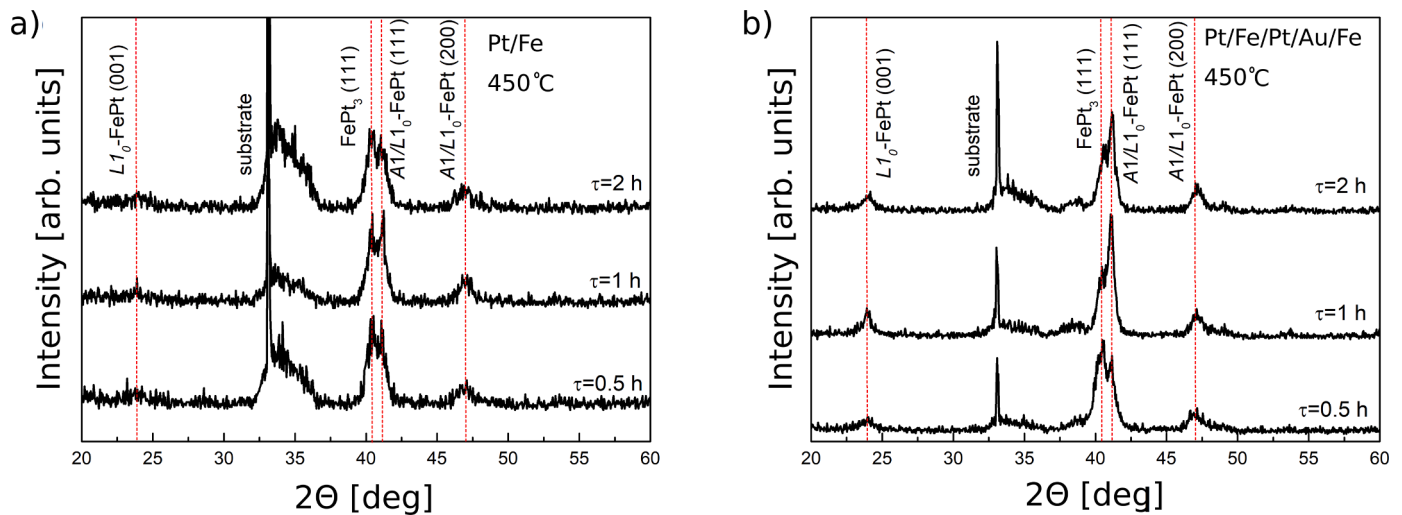 a)
Intensity [arb. units]
L1₀-FePt (001)
substrate
FePt₃ (111)
A1/L1₀-FePt (111)
A1/L1₀-FePt (200)
Pt/Fe
450℃
τ=2 h
τ=1 h
τ=0.5 h
20 25 30 35 40 45 50 55 60
2Θ [deg]
b)
Intensity [arb. units]
L1₀-FePt (001)
substrate
FePt₃ (111)
A1/L1₀-FePt (111)
A1/L1₀-FePt (200)
Pt/Fe/Pt/Au/Fe
450℃
τ=2 h
τ=1 h
τ=0.5 h
20 25 30 35 40 45 50 55 60
2Θ [deg]